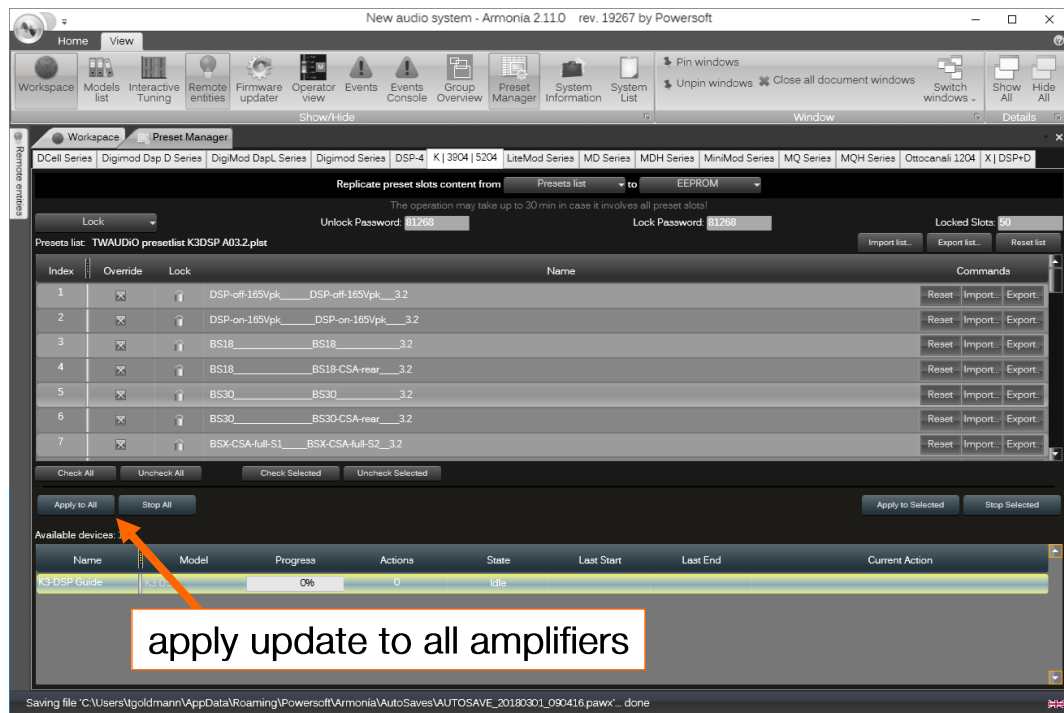 New audio system - Armonía 2.11.0 rev. 19267 by Powersoft
Home View
Workspace Models list Interactive Tuning Remote entities Firmware updater Operator view Events Events Console Group Overview Preset Manager System Information System List
Pin windows
Unpin windows Close all document windows Switch windows Show All Hide All
Show/Hide Window Details
Remote entities
Workspace Preset Manager
DCell Series Digimod Dsp D Series DigiMod DspL Series Digimod Series DSP-4 K | 3904 | 5204 LiteMod Series MD Series MDH Series MiniMod Series MQ Series MQH Series Ottocanali 1204 X | DSP+D
Replicate preset slots content from Presets list to EEPROM
The operation may take up to 30 min in case it involves all preset slots!
Lock Unlock Password: 81268 Lock Password: 81268 Locked Slots: 50
Presets list: TWAUDiO presetlist K3DSP A03.2.plst Import list... Export list... Reset list
Index Override Lock Name Commands
1 DSP-off-165Vpk______DSP-off-165Vpk___3.2 Reset Import... Export...
2 DSP-on-165Vpk_______DSP-on-165Vpk____3.2 Reset Import... Export...
3 BS18________________BS18_____________3.2 Reset Import... Export...
4 BS18________________BS18-CSA-rear____3.2 Reset Import... Export...
5 BS30________________BS30_____________3.2 Reset Import... Export...
6 BS30________________BS30-CSA-rear____3.2 Reset Import... Export...
7 BSX-CSA-full-S1_____BSX-CSA-full-S2__3.2 Reset Import... Export...
Check All Uncheck All Check Selected Uncheck Selected
Apply to All Stop All Apply to Selected Stop Selected
Available devices:
Name Model Progress Actions State Last Start Last End Current Action
K3-DSP Guide 0% 0 Idle
apply update to all amplifiers
Saving file 'C:\Users\tgoldmann\AppData\Roaming\Powersoft\Armonía\AutoSaves\AUTOSAVE_20180301_090416.pawx'... done